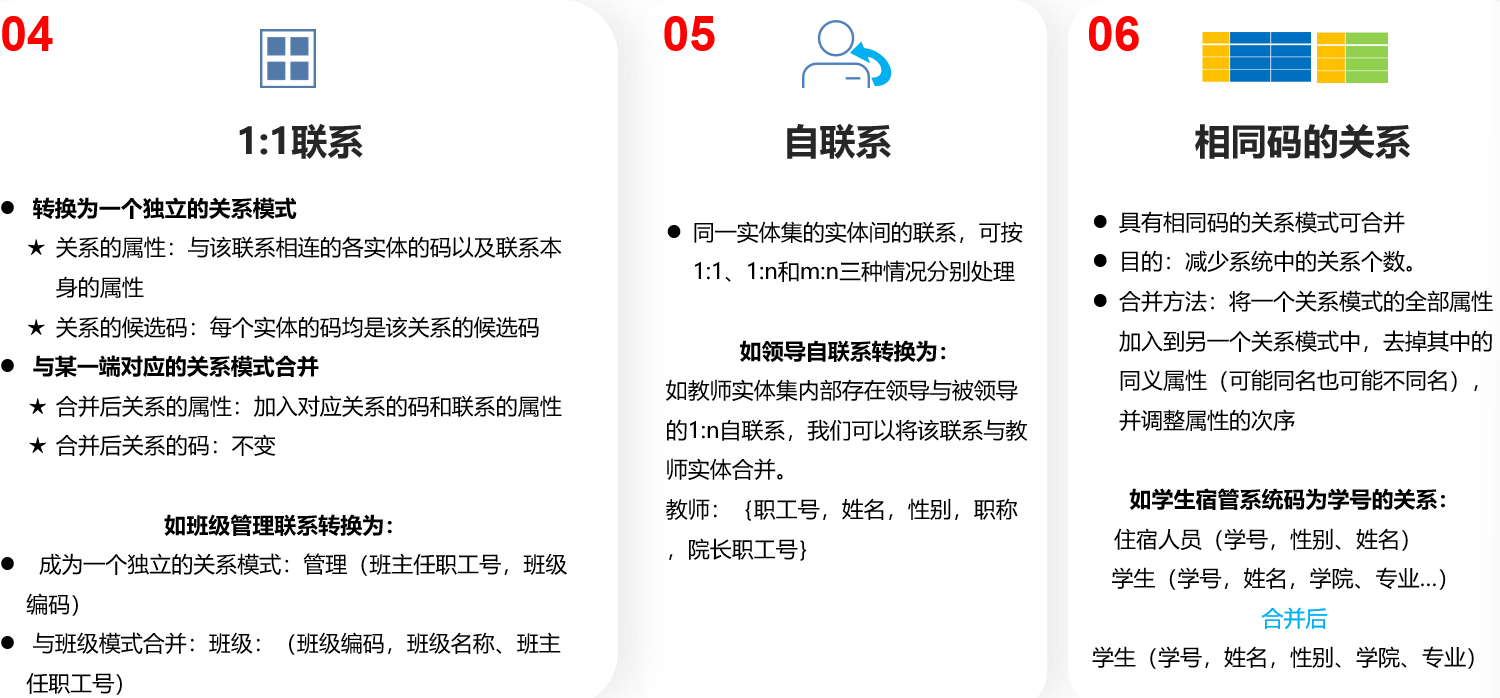 04
1:1联系
● 转换为一个独立的关系模式
★ 关系的属性：与该联系相连的各实体的码以及联系本
身的属性
★ 关系的候选码：每个实体的码均是该关系的候选码
● 与某一端对应的关系模式合并
★ 合并后关系的属性：加入对应关系的码和联系的属性
★ 合并后关系的码：不变
如班级管理联系转换为：
● 成为一个独立的关系模式：管理（班主任职工号，班级
编码）
● 与班级模式合并：班级：（班级编码，班级名称、班主
任职工号）
05
自联系
● 同一实体集的实体间的联系，可按
1:1、1:n和m:n三种情况分别处理
如领导自联系转换为：
如教师实体集内部存在领导与被领导
的1:n自联系，我们可以将该联系与教
师实体合并。
教师：｛职工号，姓名，性别，职称
，院长职工号｝
06
相同码的关系
● 具有相同码的关系模式可合并
● 目的：减少系统中的关系个数。
● 合并方法：将一个关系模式的全部属性
加入到另一个关系模式中，去掉其中的
同义属性（可能同名也可能不同名），
并调整属性的次序
如学生宿管系统码为学号的关系：
住宿人员（学号，性别、姓名）
学生（学号，姓名，学院、专业...）
合并后
学生（学号，姓名，性别、学院、专业）